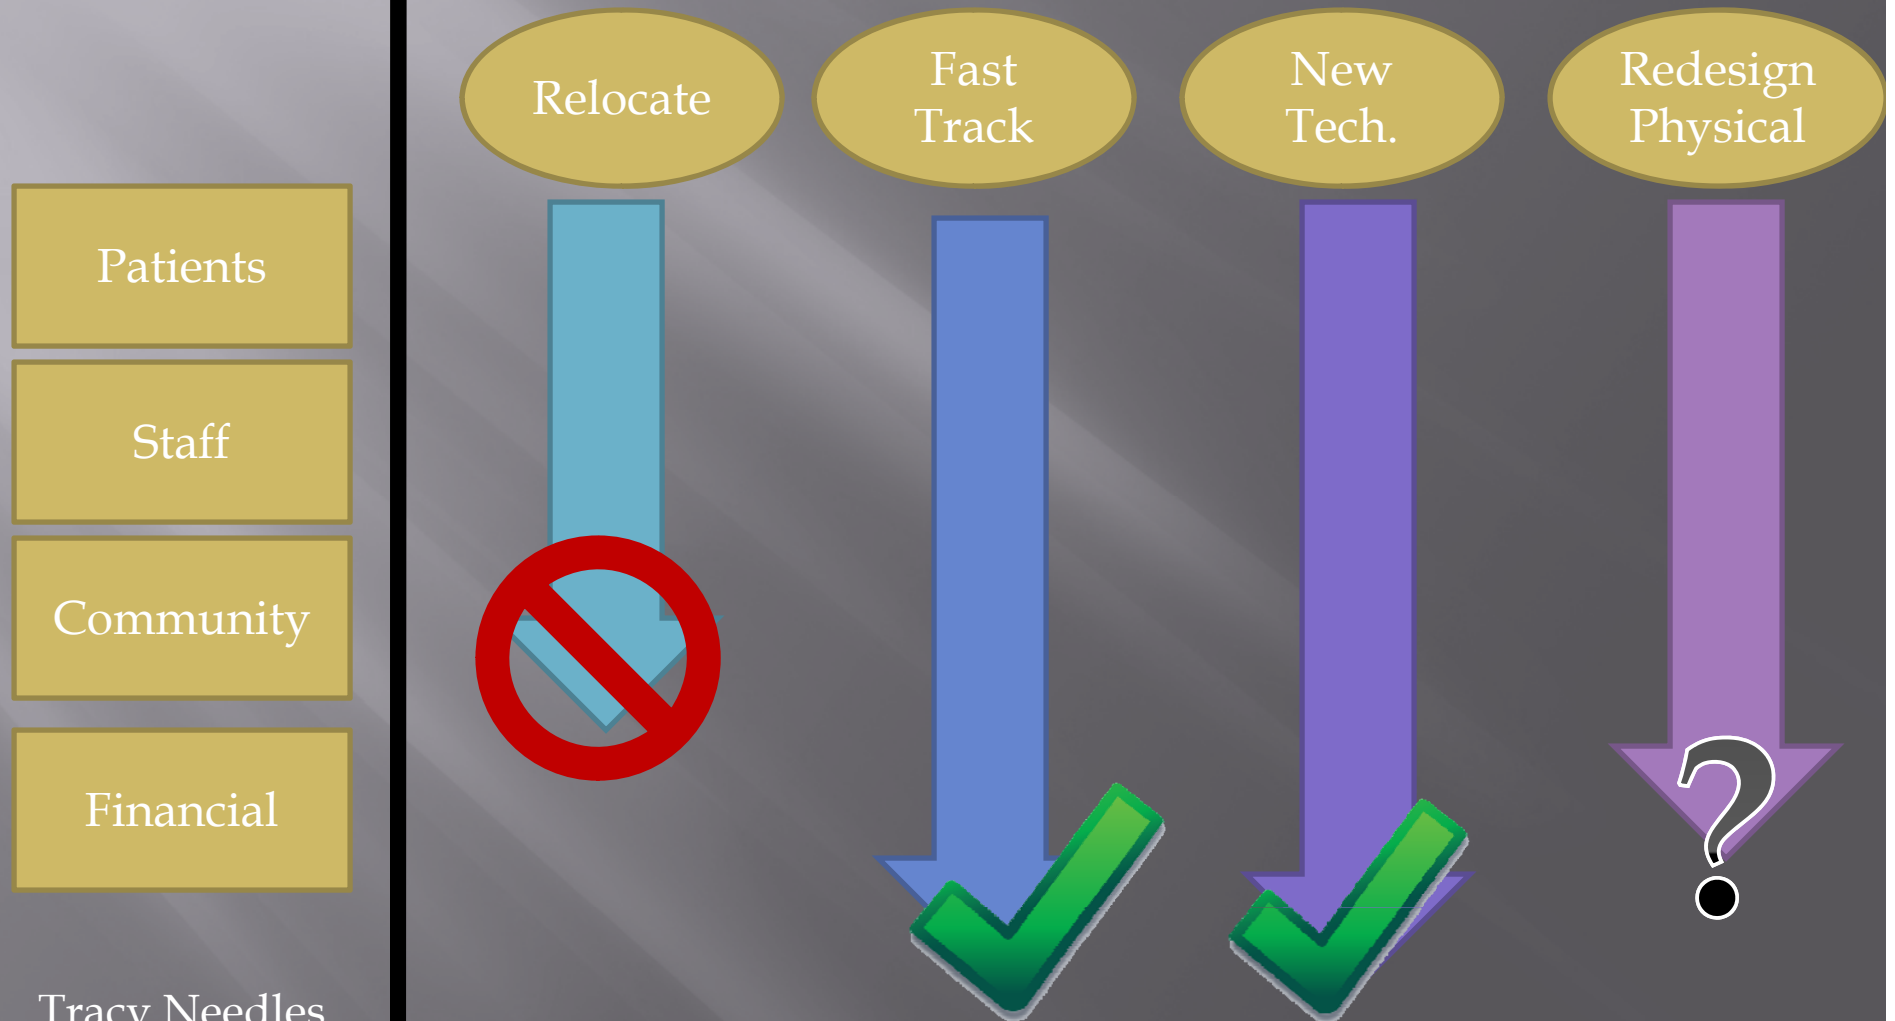 Relocate
Fast
Track
New
Tech.
Redesign
Physical
Patients
Staff
Community
Financial
?
Tracy Needles